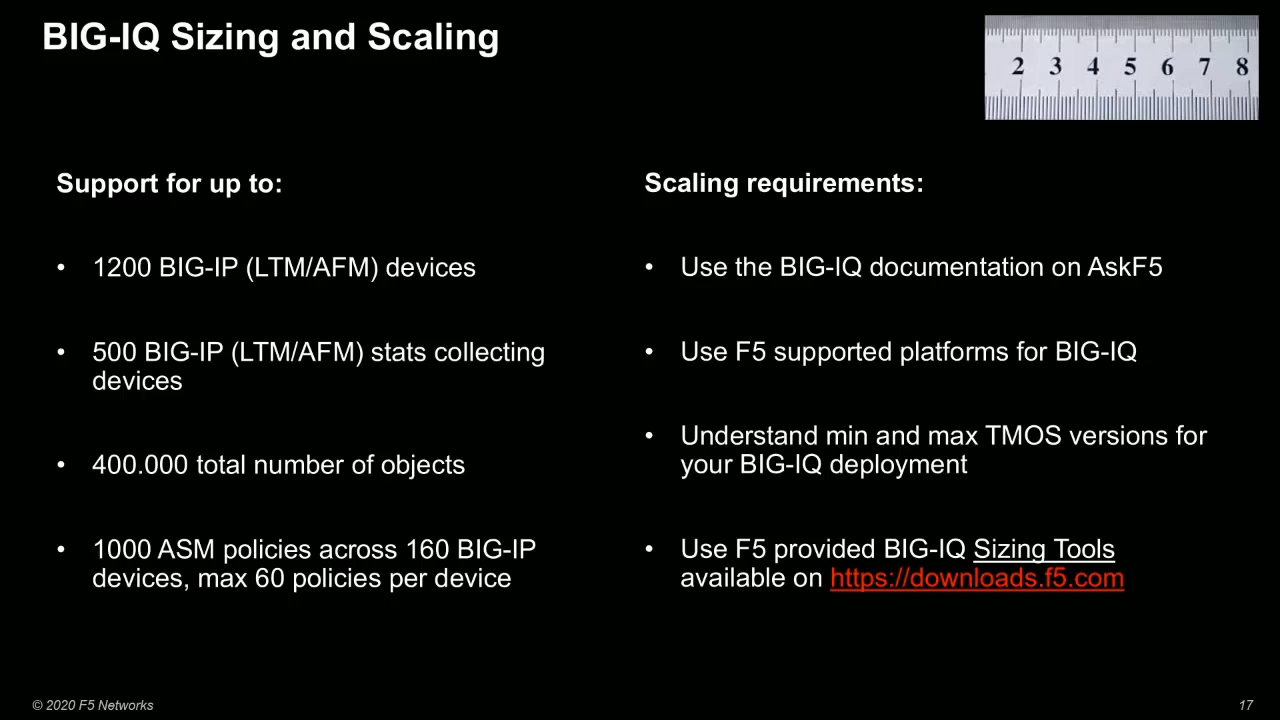 BIG-IQ Sizing and Scaling
2 3 4 5 6 7 8
Support for up to:
• 1200 BIG-IP (LTM/AFM) devices
• 500 BIG-IP (LTM/AFM) stats collecting
devices
• 400.000 total number of objects
• 1000 ASM policies across 160 BIG-IP
devices, max 60 policies per device
Scaling requirements:
• Use the BIG-IQ documentation on AskF5
• Use F5 supported platforms for BIG-IQ
• Understand min and max TMOS versions for
your BIG-IQ deployment
• Use F5 provided BIG-IQ Sizing Tools
available on https://downloads.f5.com
© 2020 F5 Networks
17